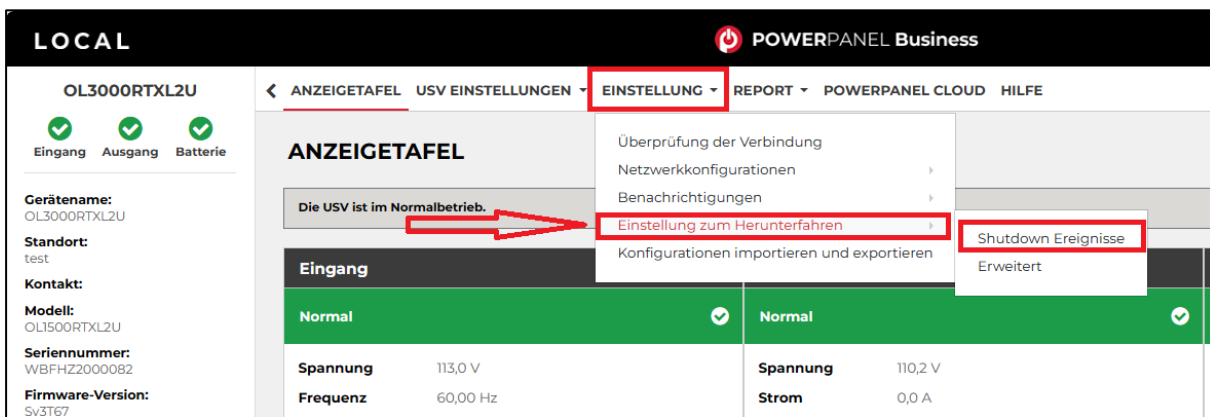 LOCAL
POWERPANEL Business
OL3000RTXL2U
ANZEIGETAFEL USV EINSTELLUNGEN EINSTELLUNG REPORT POWERPANEL CLOUD HILFE
Eingang Ausgang Batterie
Überprüfung der Verbindung
Netzwerkkonfigurationen
Benachrichtigungen
Einstellung zum Herunterfahren
Konfigurationen importieren und exportieren
Shutdown Ereignisse
Erweitert
ANZEIGETAFEL
Die USV ist im Normalbetrieb.
Gerätename:
OL3000RTXL2U
Standort:
test
Kontakt:
Modell:
OL1500RTXL2U
Seriennummer:
WBFHZ2000082
Firmware-Version:
Sv3T67
Eingang
Normal
Spannung 113,0 V
Frequenz 60,00 Hz
Normal
Spannung 110,2 V
Strom 0,0 A